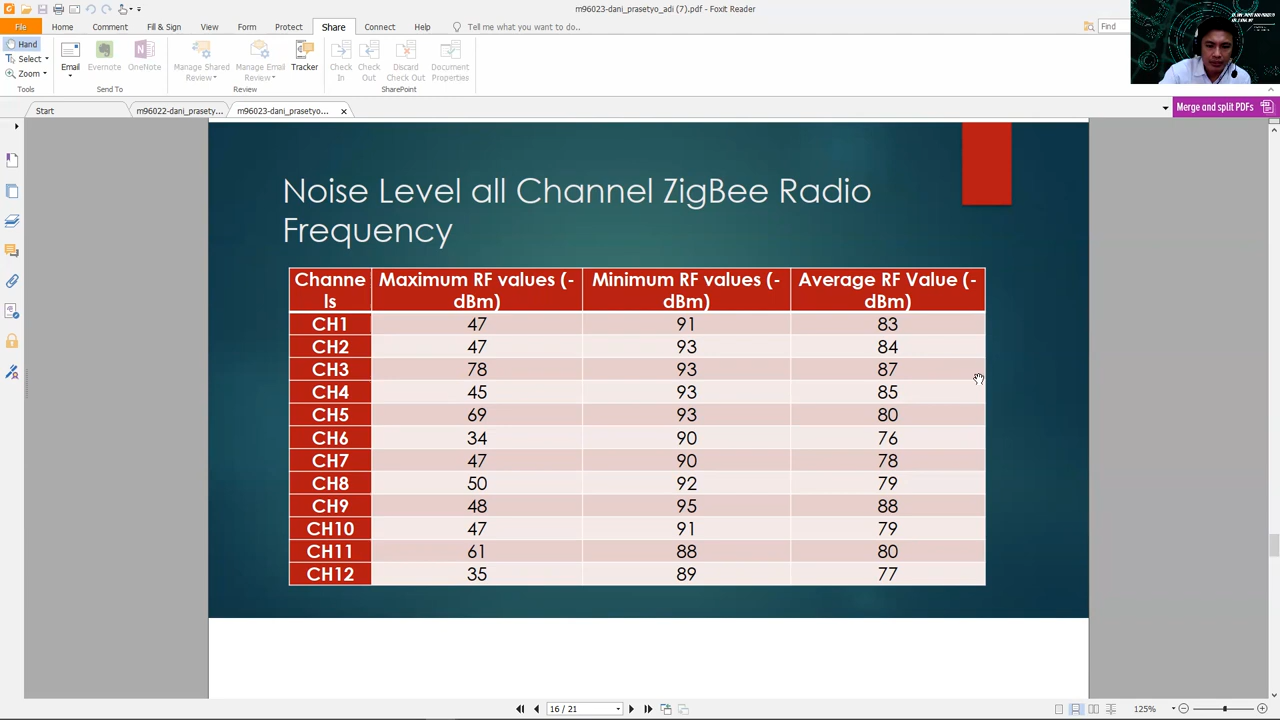 m96023-dani_prasetyo_adi (7).pdf - Foxit Reader
File Home Comment Fill & Sign View Form Protect Share Connect Help Tell me what you want to do... Find
Hand
Select
Zoom
Email Evernote OneNote Manage Shared Review Manage Email Review Tracker Check In Check Out Discard Check Out Document Properties
Tools Send To Review SharePoint
Start m96022-dani_prasety... m96023-dani_prasetyo... Merge and split PDFs
Noise Level all Channel ZigBee Radio
Frequency
Channe Maximum RF values (- Minimum RF values (- Average RF Value (-
ls dBm) dBm) dBm)
CH1 47 91 83
CH2 47 93 84
CH3 78 93 87
CH4 45 93 85
CH5 69 93 80
CH6 34 90 76
CH7 47 90 78
CH8 50 92 79
CH9 48 95 88
CH10 47 91 79
CH11 61 88 80
CH12 35 89 77
16 / 21 125%